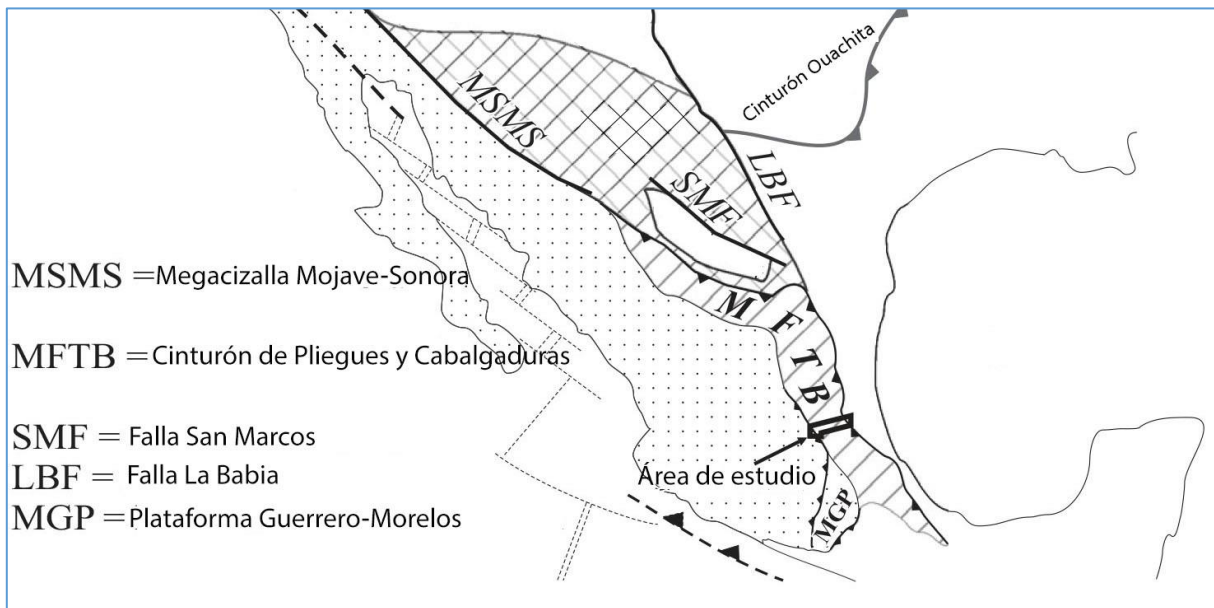 Cinturón Ouachita
MSMS
LBF
SMF
MSMS = Megacizalla Mojave-Sonora
MFTB = Cinturón de Pliegues y Cabalgaduras
M F T B
SMF = Falla San Marcos
LBF = Falla La Babia
Área de estudio
MGP = Plataforma Guerrero-Morelos
MGP